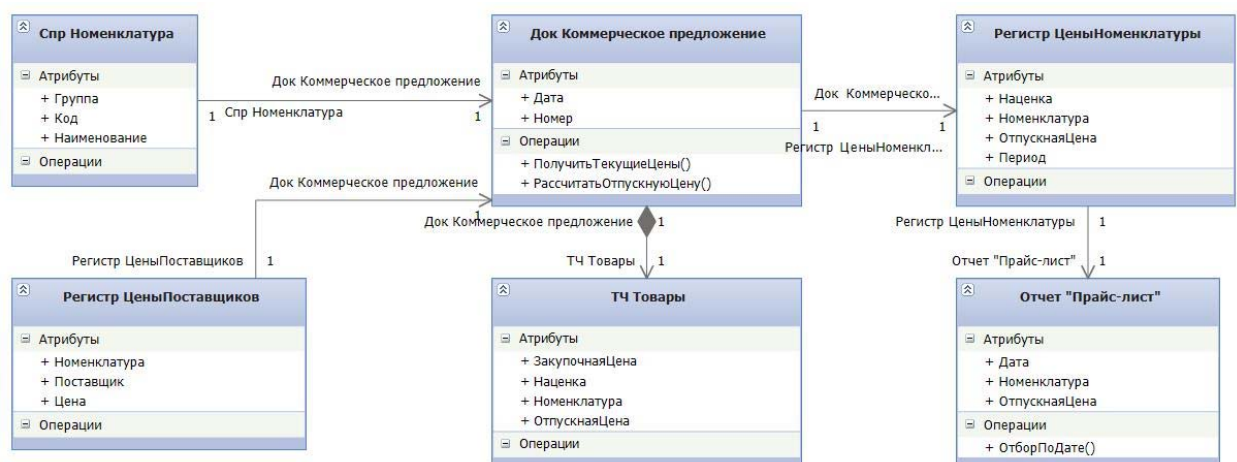 Спр Номенклатура
Атрибуты
+ Группа
+ Код
+ Наименование
Операции
Док Коммерческое предложение
1 Спр Номенклатура
1
Док Коммерческое предложение
Атрибуты
+ Дата
+ Номер
Операции
+ ПолучитьТекущиеЦены()
+ РассчитатьОтпускнуюЦену()
Док Коммерческо...
1
1
Регистр ЦеныНоменкл...
Регистр ЦеныНоменклатуры
Атрибуты
+ Наценка
+ Номенклатура
+ ОтпускнаяЦена
+ Период
Операции
Док Коммерческое предложение
1
Регистр ЦеныПоставщиков
1
Док Коммерческое предложение
1
ТЧ Товары
1
Регистр ЦеныНоменклатуры
1
Отчет "Прайс-лист"
1
Регистр ЦеныПоставщиков
Атрибуты
+ Номенклатура
+ Поставщик
+ Цена
Операции
ТЧ Товары
Атрибуты
+ ЗакупочнаяЦена
+ Наценка
+ Номенклатура
+ ОтпускнаяЦена
Операции
Отчет "Прайс-лист"
Атрибуты
+ Дата
+ Номенклатура
+ ОтпускнаяЦена
Операции
+ ОтборПоДате()